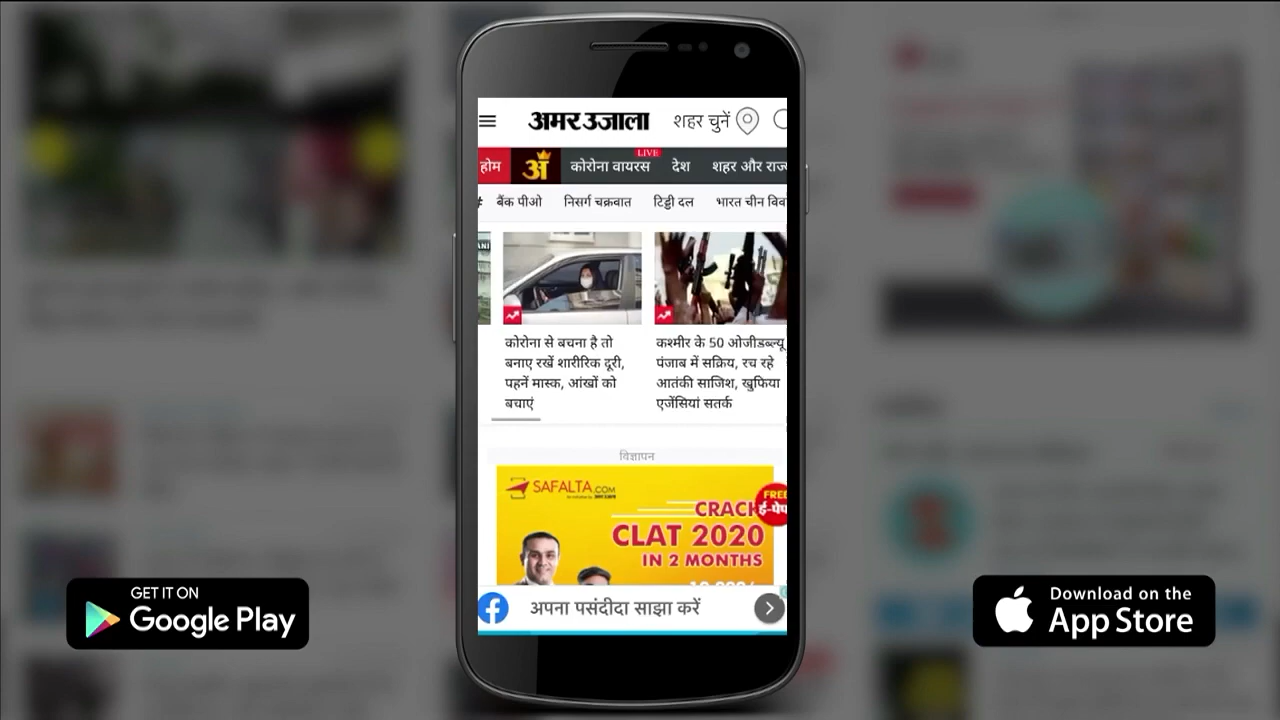 अमर उजाला
शहर चुनें
LIVE
होम
अं
कोरोना वायरस
देश
शहर और राज्य
# बैंक पीओ
निसर्ग चक्रवात
टिड्डी दल
भारत चीन विवा
ANI
कोरोना से बचना है तो
बनाए रखें शारीरिक दूरी,
पहनें मास्क, आंखों को
बचाएं
कश्मीर के 50 ओजीडब्ल्यू
पंजाब में सक्रिय, रच रहे
आतंकी साजिश, खुफिया
एजेंसियां सतर्क
विज्ञापन
SAFALTA.COM
FREE
ई-पेप
CRACK
CLAT 2020
IN 2 MONTHS
अपना पसंदीदा साझा करें
GET IT ON
Google Play
Download on the
App Store